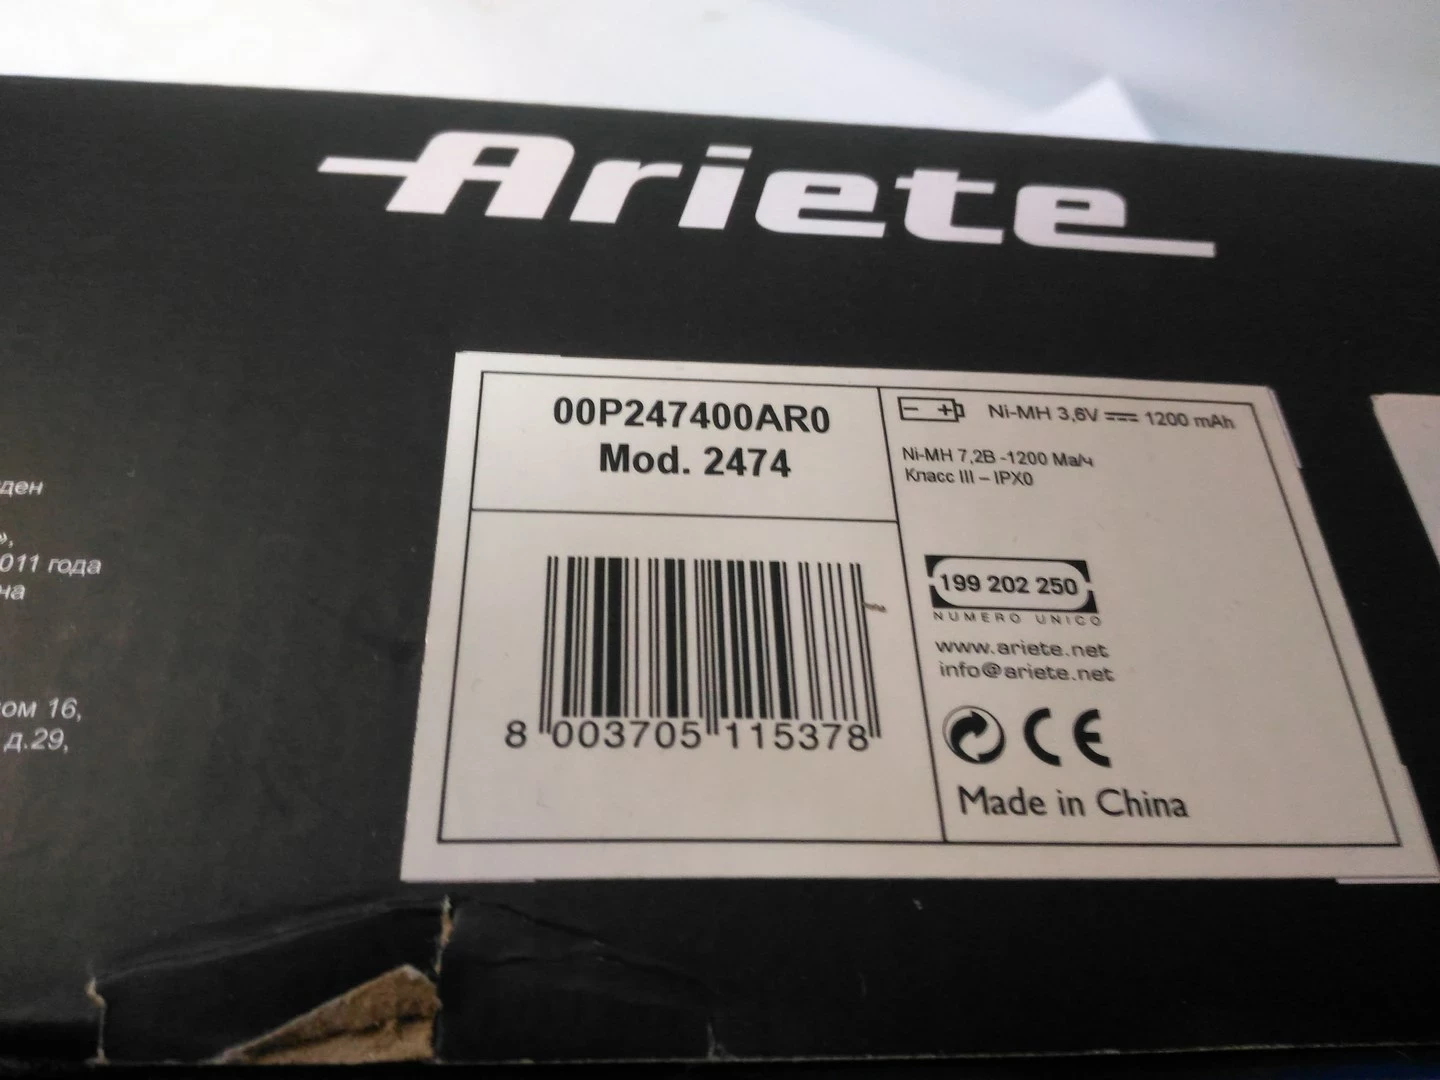 Ariete
00P247400AR0
Mod. 2474
Ni-MH 3,6V 1200 mAh
Ni-MH 7,2В -1200 Ма/ч
Класс III – IPX0
199 202 250
NUMERO UNICO
www.ariete.net
info@ariete.net
CE
Made in China
8 003705 115378
ден
»,
011 года
на
ом 16,
д.29,